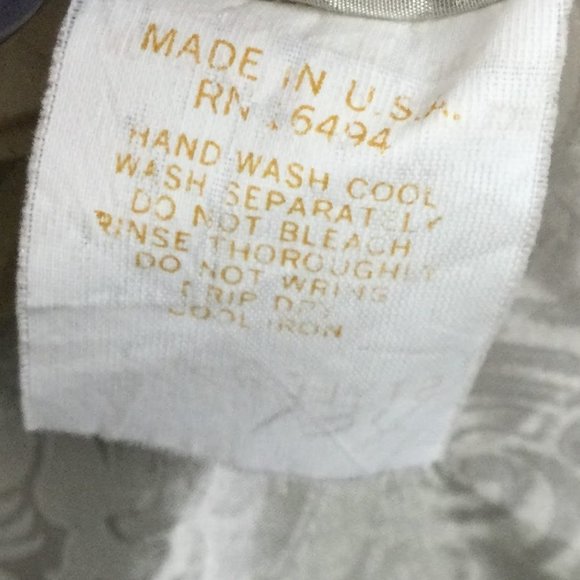 MADE IN U.S.A.
RN 16494
HAND WASH COOL
WASH SEPARATELY
DO NOT BLEACH
RINSE THOROUGHLY
DO NOT WRING
DRIP DRY
COOL IRON